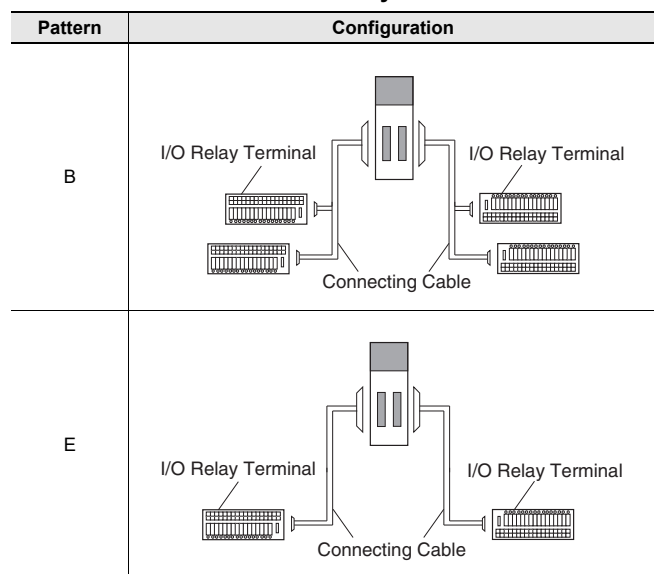 Pattern Configuration
B
I/O Relay Terminal I/O Relay Terminal
Connecting Cable
E
I/O Relay Terminal I/O Relay Terminal
Connecting Cable